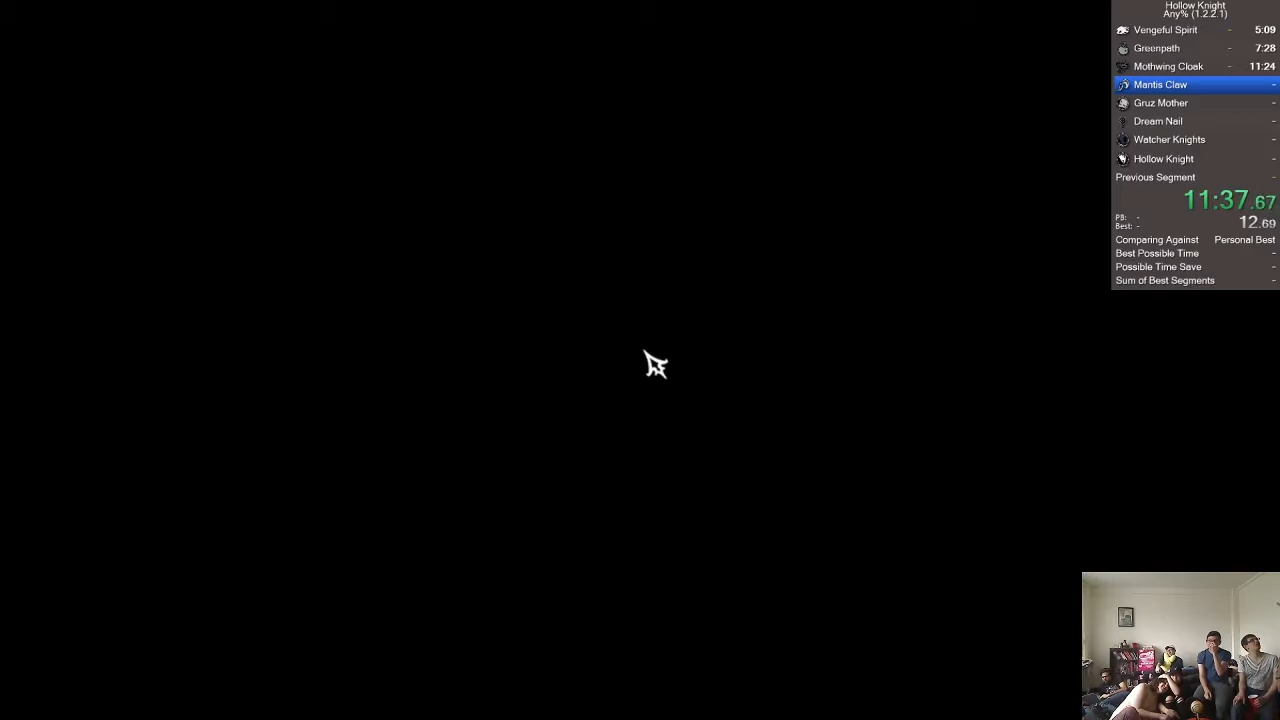 Hollow Knight
Any% (1.2.2.1)
Vengeful Spirit - 5:09
Greenpath - 7:28
Mothwing Cloak - 11:24
Mantis Claw -
Gruz Mother -
Dream Nail -
Watcher Knights -
Hollow Knight -
Previous Segment -
11:37.67
PB: -
Best: -
12.69
Comparing Against Personal Best
Best Possible Time -
Possible Time Save -
Sum of Best Segments -